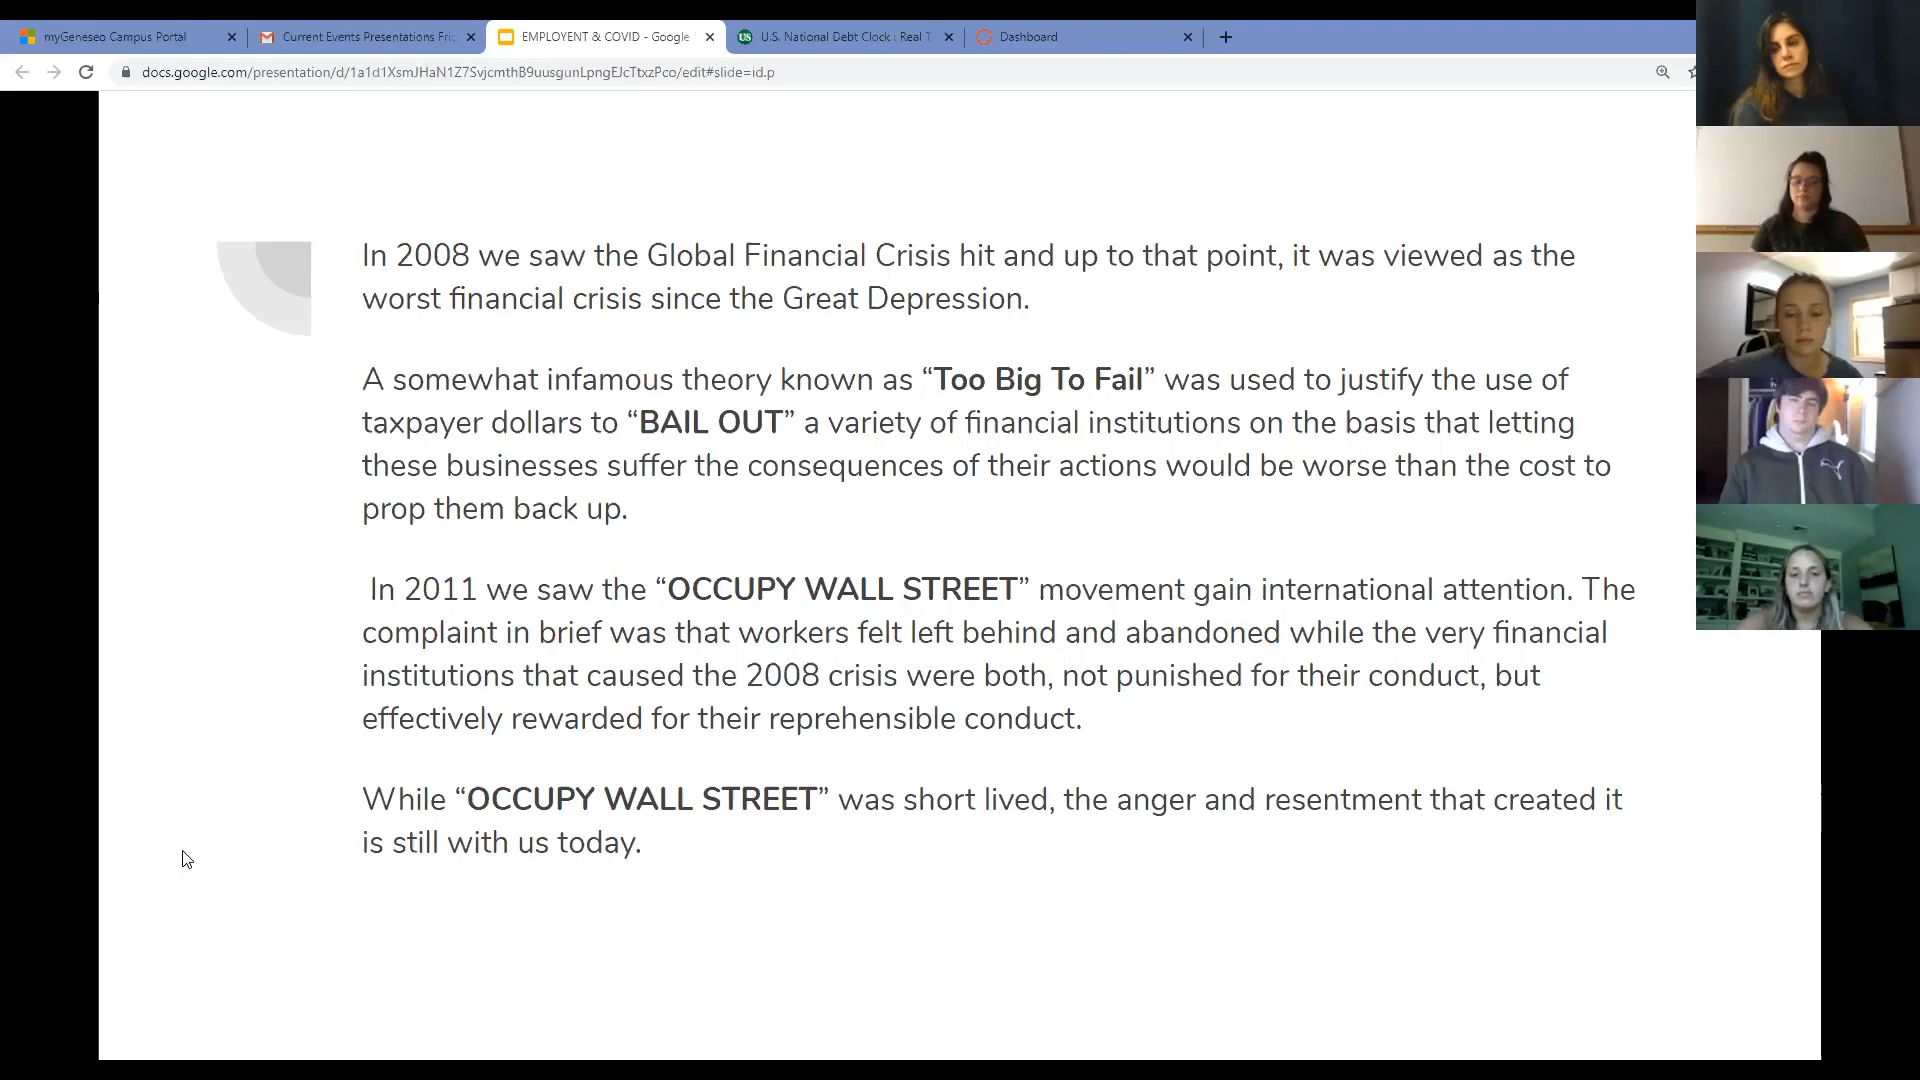 myGeneseo Campus Portal
Current Events Presentations Fri
EMPLOYENT & COVID - Google
US
U.S. National Debt Clock : Real T
Dashboard
docs.google.com/presentation/d/1a1d1XsmJHaN1Z7SvjcmthB9uusgunLpngEJcTtxzPco/edit#slide=id.p
In 2008 we saw the Global Financial Crisis hit and up to that point, it was viewed as the
worst financial crisis since the Great Depression.
A somewhat infamous theory known as “Too Big To Fail” was used to justify the use of
taxpayer dollars to “BAIL OUT” a variety of financial institutions on the basis that letting
these businesses suffer the consequences of their actions would be worse than the cost to
prop them back up.
In 2011 we saw the “OCCUPY WALL STREET” movement gain international attention. The
complaint in brief was that workers felt left behind and abandoned while the very financial
institutions that caused the 2008 crisis were both, not punished for their conduct, but
effectively rewarded for their reprehensible conduct.
While “OCCUPY WALL STREET” was short lived, the anger and resentment that created it
is still with us today.